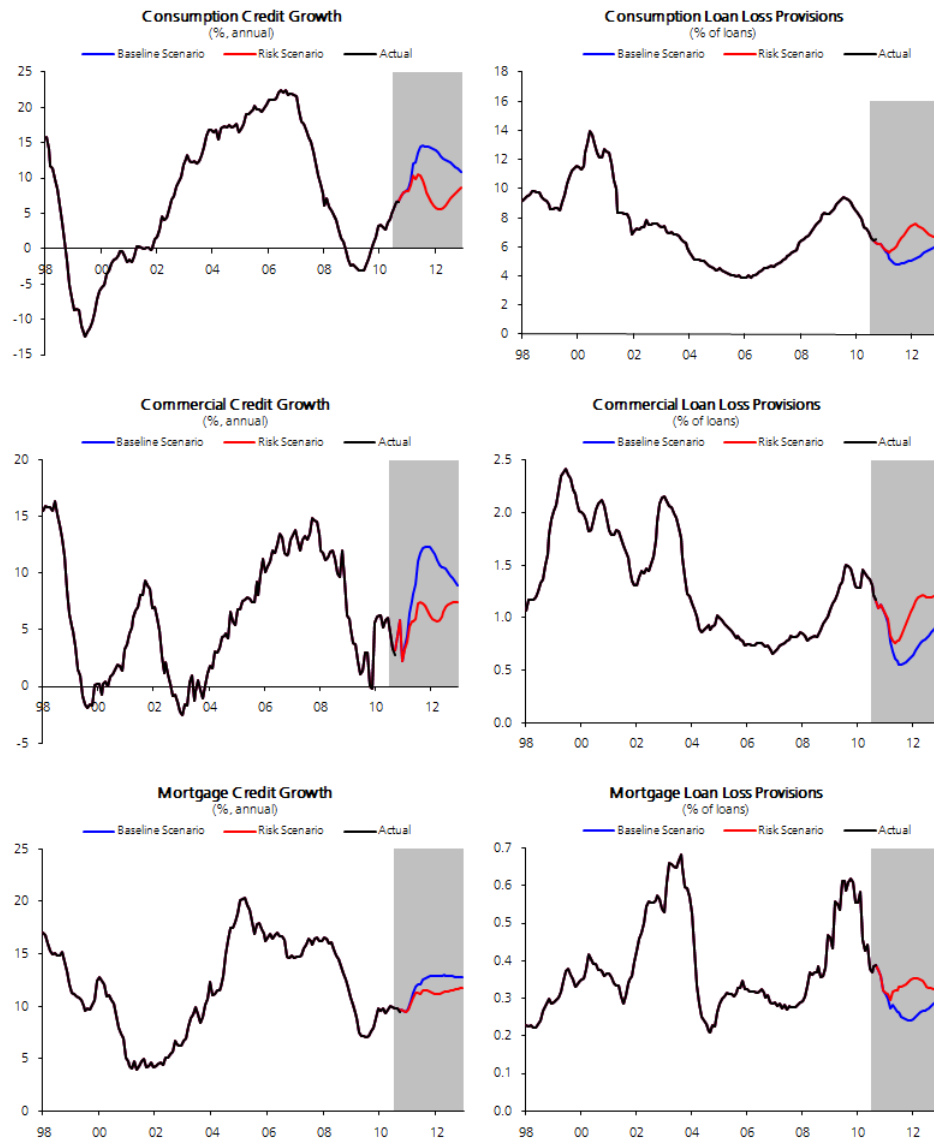 Consumption Credit Growth
(%, annual)
Baseline Scenario Risk Scenario Actual
25
20
15
10
5
0
-5
-10
-15
98 00 02 04 06 08 10 12
Consumption Loan Loss Provisions
(% of loans)
Baseline Scenario Risk Scenario Actual
18
16
14
12
10
8
6
4
2
0
98 00 02 04 06 08 10 12
Commercial Credit Growth
(%, annual)
Baseline Scenario Risk Scenario Actual
20
15
10
5
0
-5
98 00 02 04 06 08 10 12
Commercial Loan Loss Provisions
(% of loans)
Baseline Scenario Risk Scenario Actual
2.5
2.0
1.5
1.0
0.5
0.0
98 00 02 04 06 08 10 12
Mortgage Credit Growth
(%, annual)
Baseline Scenario Risk Scenario Actual
25
20
15
10
5
0
98 00 02 04 06 08 10 12
Mortgage Loan Loss Provisions
(% of loans)
Baseline Scenario Risk Scenario Actual
0.7
0.6
0.5
0.4
0.3
0.2
0.1
0.0
98 00 02 04 06 08 10 12